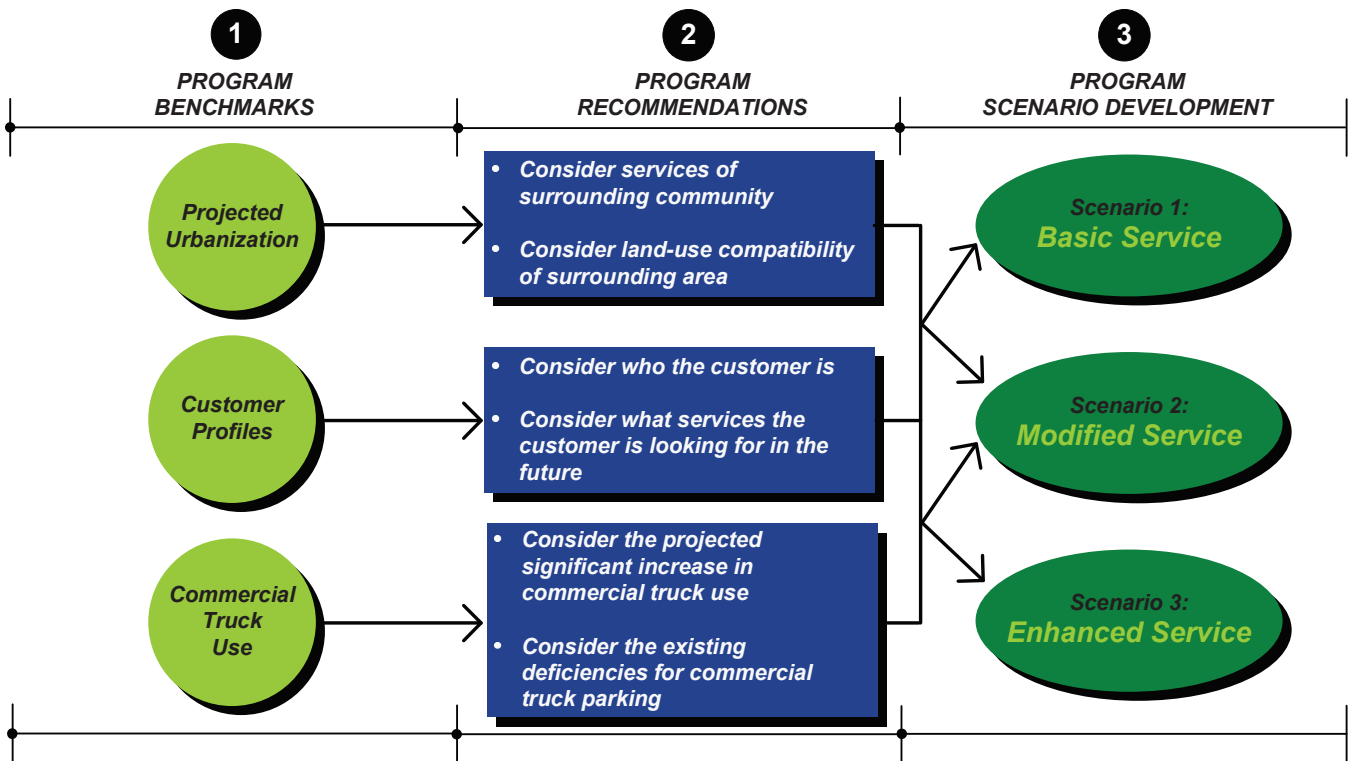 1
PROGRAM
BENCHMARKS
2
PROGRAM
RECOMMENDATIONS
3
PROGRAM
SCENARIO DEVELOPMENT
Projected
Urbanization
• Consider services of
surrounding community
• Consider land-use compatibility
of surrounding area
Scenario 1:
Basic Service
Customer
Profiles
• Consider who the customer is
• Consider what services the
customer is looking for in the
future
Scenario 2:
Modified Service
Commercial
Truck
Use
• Consider the projected
significant increase in
commercial truck use
• Consider the existing
deficiencies for commercial
truck parking
Scenario 3:
Enhanced Service